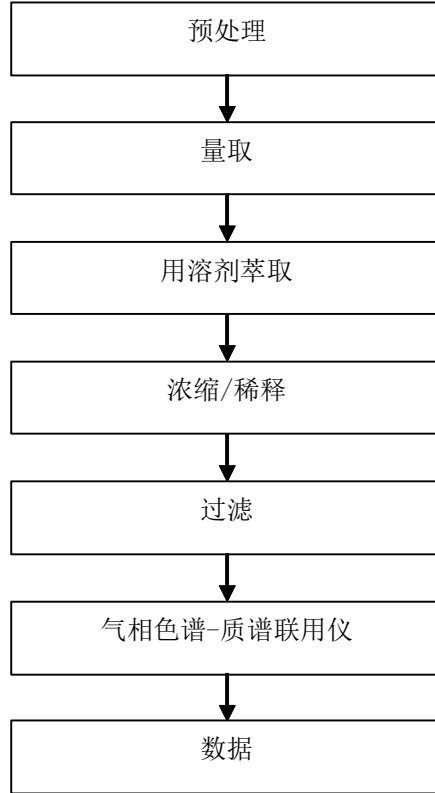 预处理
量取
用溶剂萃取
浓缩/稀释
过滤
气相色谱-质谱联用仪
数据